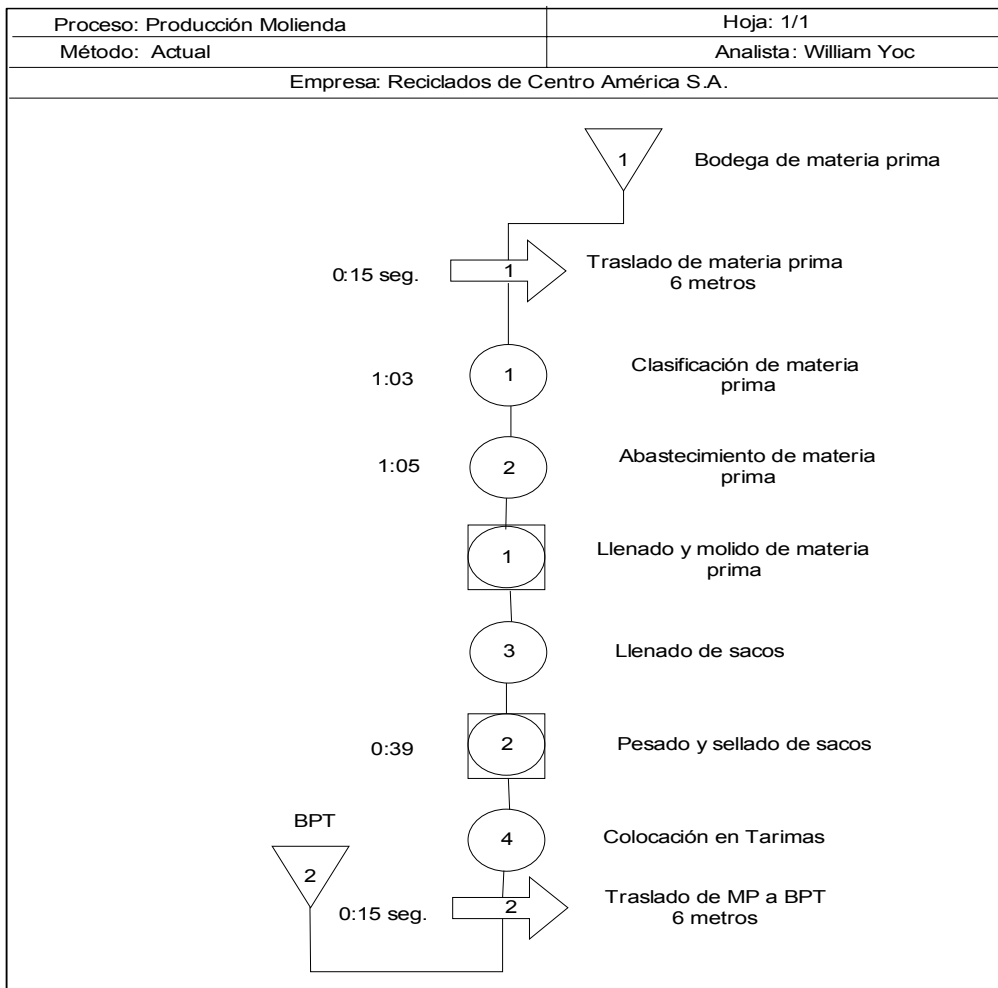 Proceso: Producción Molienda
Hoja: 1/1
Método: Actual
Analista: William Yoc
Empresa: Reciclados de Centro América S.A.
1
Bodega de materia prima
0:15 seg.
1
Traslado de materia prima
6 metros
1:03
1
Clasificación de materia
prima
1:05
2
Abastecimiento de materia
prima
1
Llenado y molido de materia
prima
3
Llenado de sacos
0:39
2
Pesado y sellado de sacos
BPT
2
4
Colocación en Tarimas
0:15 seg.
2
Traslado de MP a BPT
6 metros